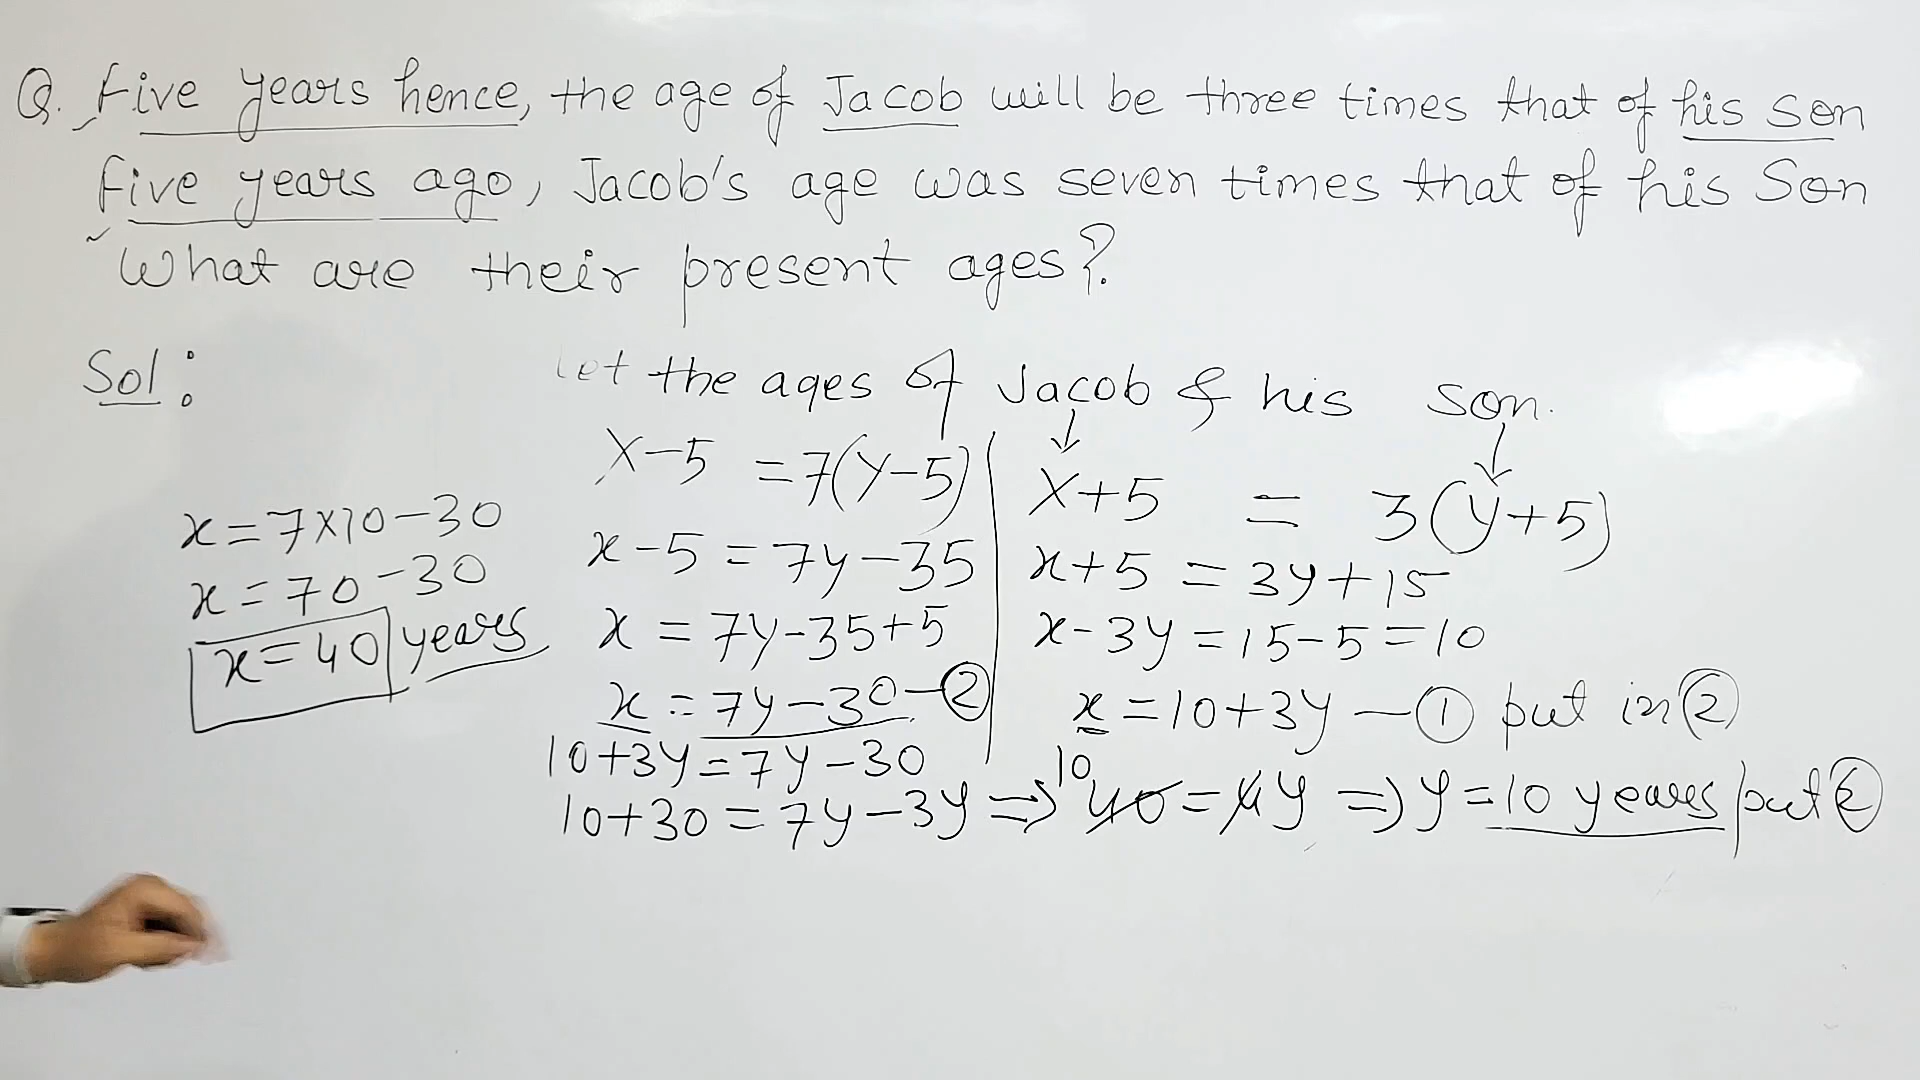 Q. Five years hence, the age of Jacob will be three times that of his son
five years ago, Jacob's age was seven times that of his Son
What are their present ages?
Sol:
Let the ages of Jacob & his son.
x-5 = 7(y-5)
x-5 = 7y-35
x = 7y-35+5
x = 7y-30-②
10+3y=7y-30
10+30 = 7y-3y => 10 40 = 4y => y = 10 years put ②
x+5 = 3(y+5)
x+5 = 3y+15
x-3y = 15-5=10
x = 10+3y — ① put in ②
x=7x10-30
x=70-30
x=40 years